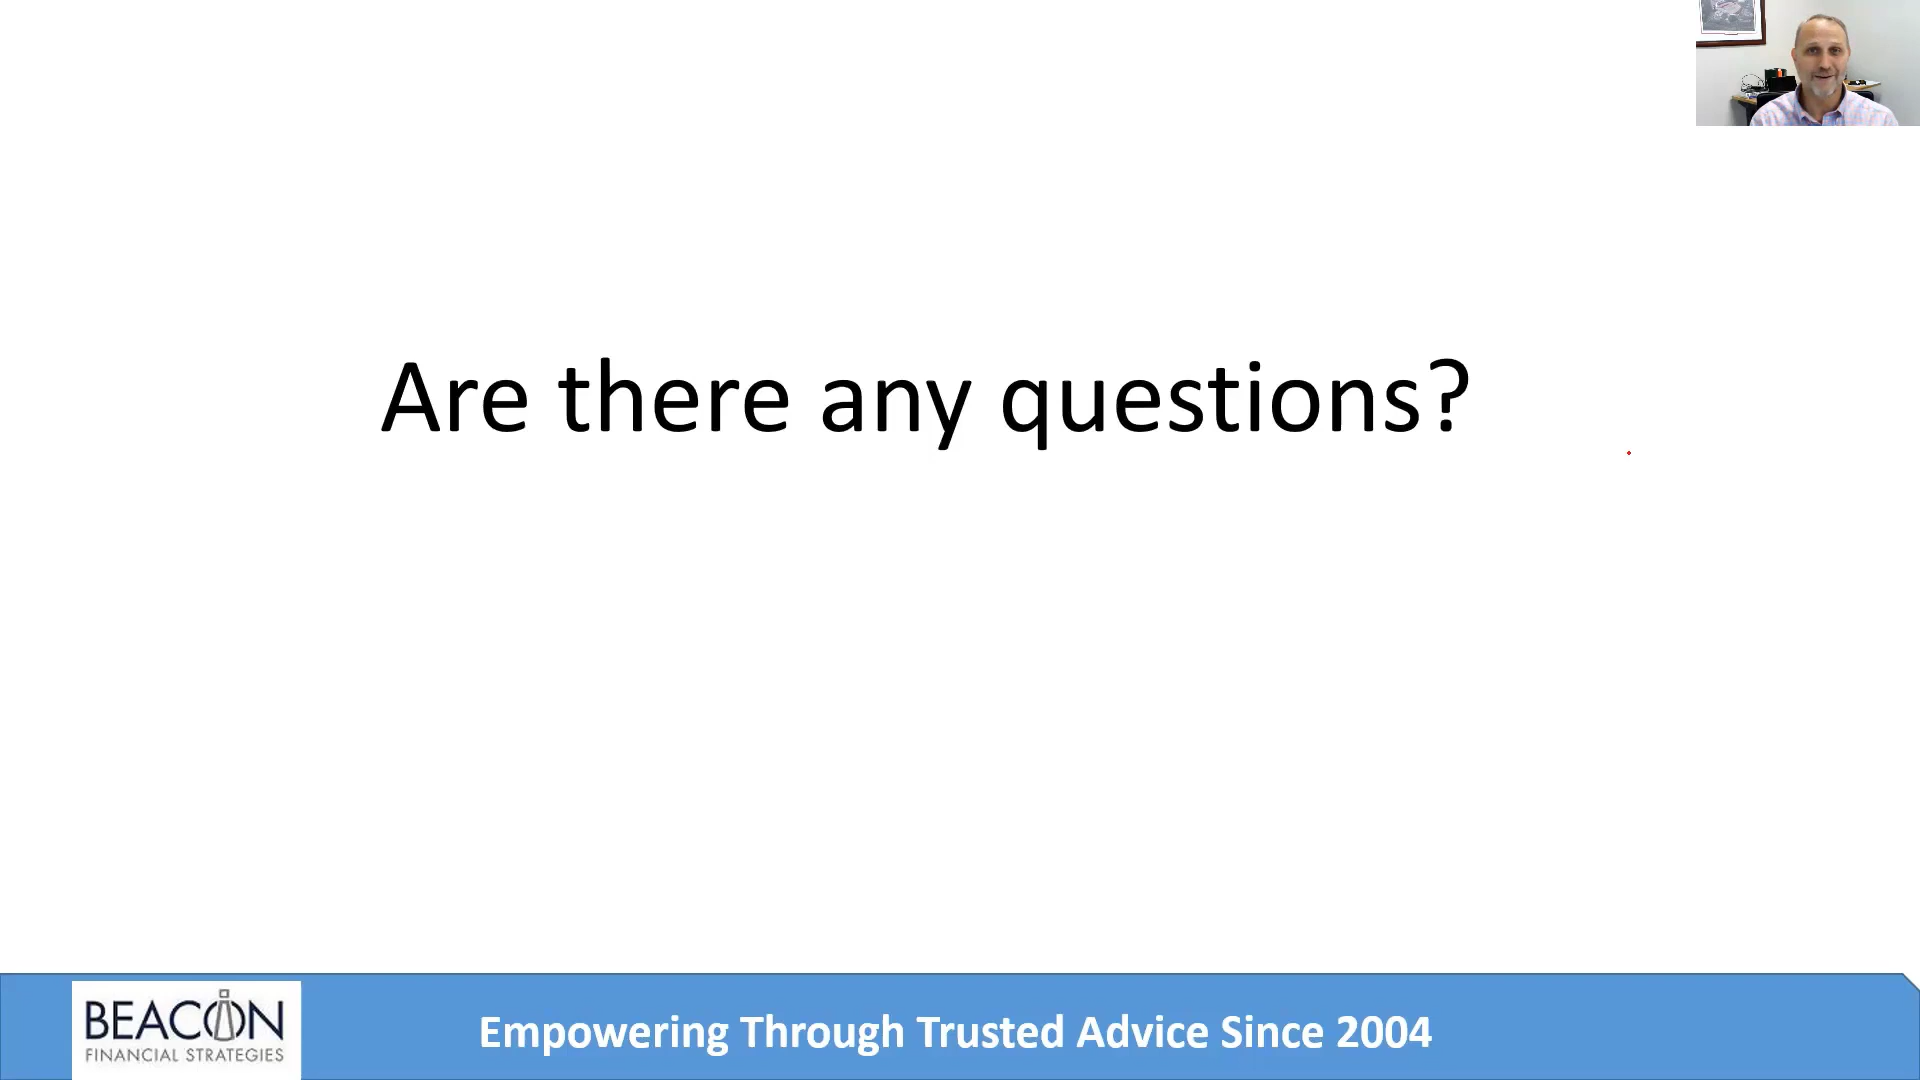 Are there any questions?
BEACON
FINANCIAL STRATEGIES
Empowering Through Trusted Advice Since 2004